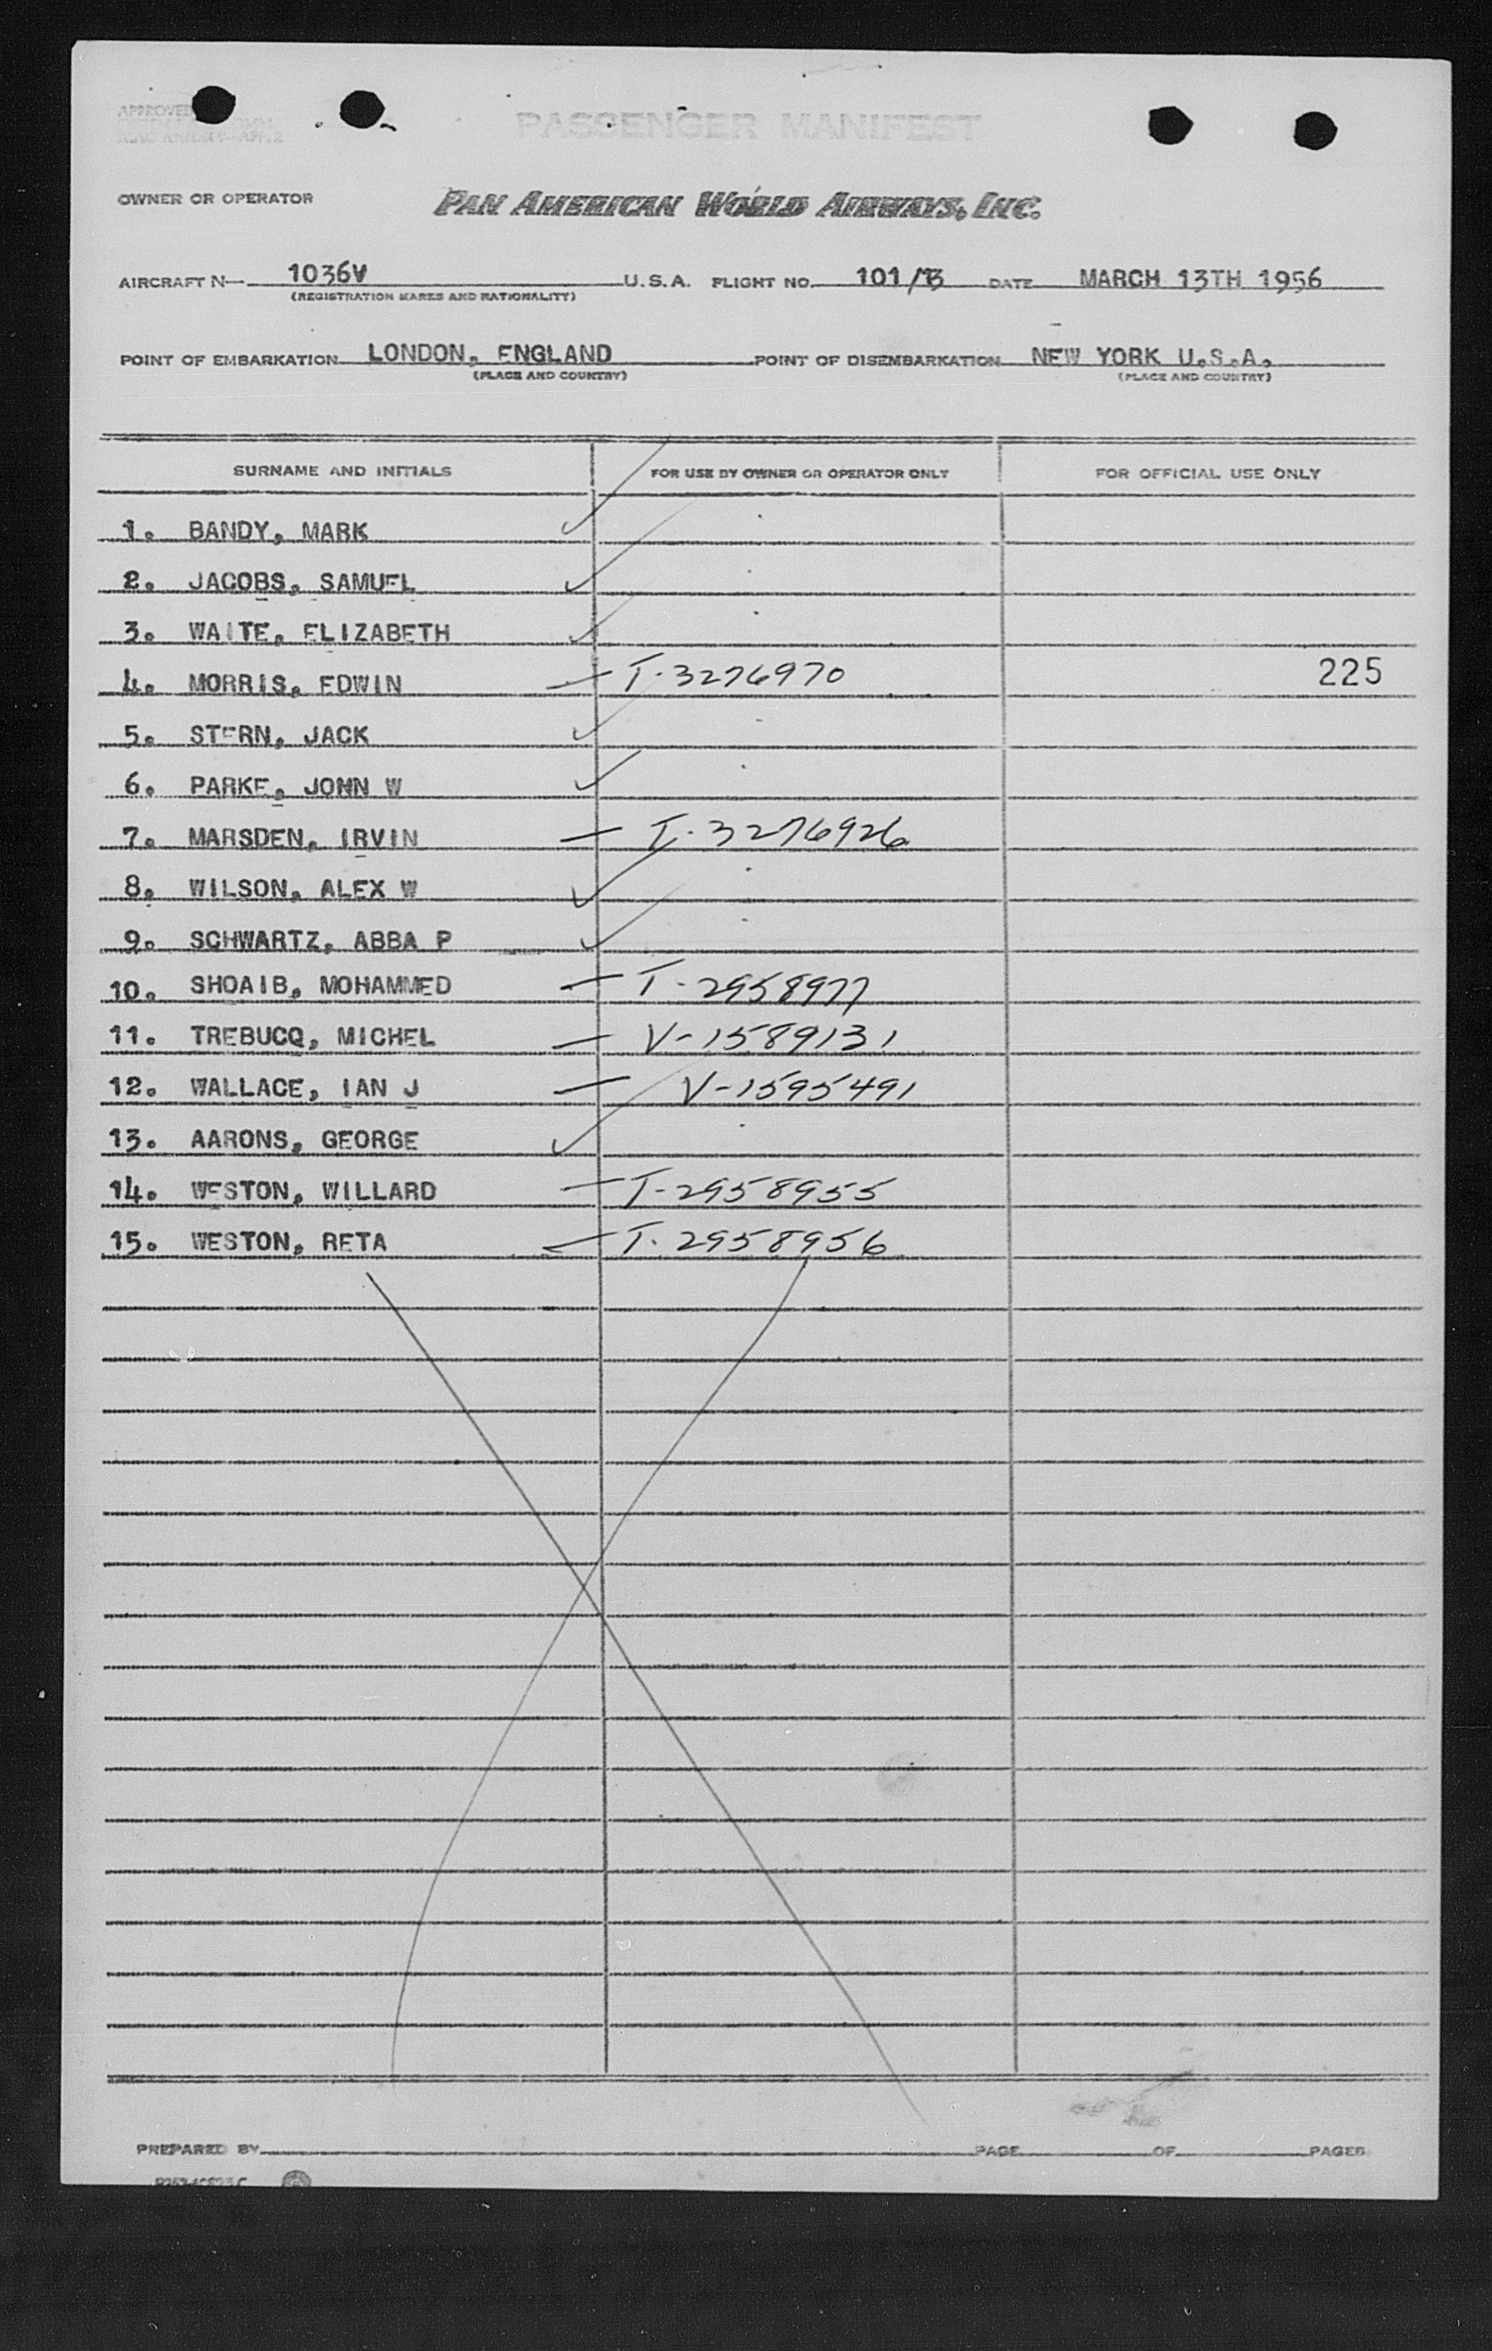 APPROVED
PASSENGER MANIFEST
OWNER OR OPERATOR PAN AMERICAN WORLD AIRWAYS, INC.
AIRCRAFT N— 1036V U.S.A. FLIGHT NO. 101/13 DATE MARCH 13TH 1956
(REGISTRATION MARKS AND NATIONALITY)
POINT OF EMBARKATION LONDON, ENGLAND POINT OF DISEMBARKATION NEW YORK U.S.A.
(PLACE AND COUNTRY) (PLACE AND COUNTRY)
SURNAME AND INITIALS FOR USE BY OWNER OR OPERATOR ONLY FOR OFFICIAL USE ONLY
1. BANDY, MARK
2. JACOBS, SAMUEL
3. WAITE, ELIZABETH
4. MORRIS, EDWIN T-3276970 225
5. STERN, JACK
6. PARKE, JOHN W
7. MARSDEN, IRVIN T-3276926
8. WILSON, ALEX W
9. SCHWARTZ, ABBA P
10. SHOAIB, MOHAMMED T-2958977
11. TREBUCQ, MICHEL V-1589131
12. WALLACE, IAN J V-1595491
13. AARONS, GEORGE
14. WESTON, WILLARD T-2958955
15. WESTON, RETA T-2958956
PREPARED BY PAGE OF PAGES